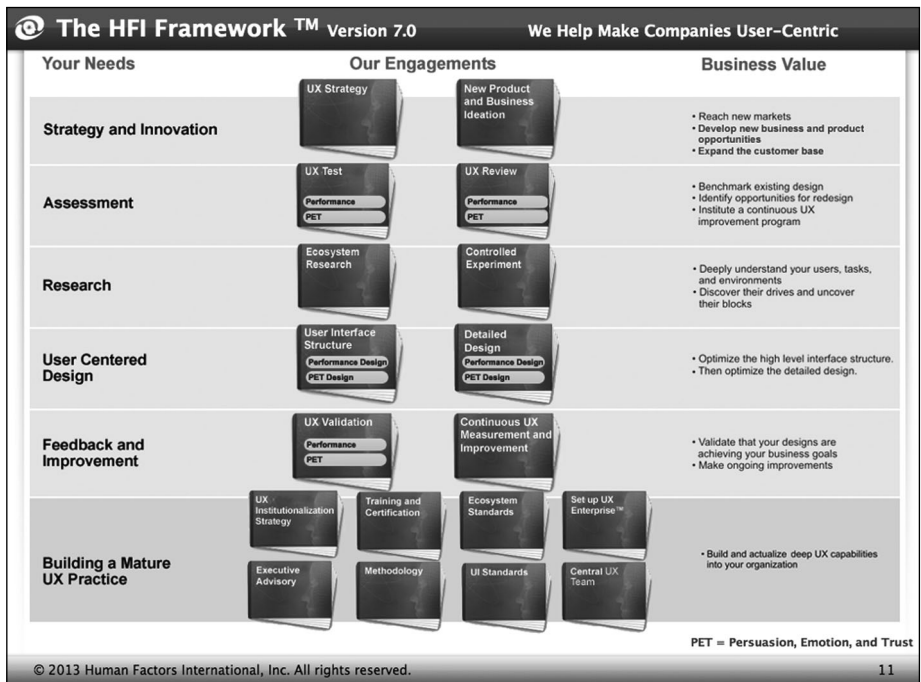 The HFI Framework ™ Version 7.0
We Help Make Companies User-Centric
Your Needs
Our Engagements
Business Value
Strategy and Innovation
UX Strategy
New Product
and Business
Ideation
• Reach new markets
• Develop new business and product
opportunities
• Expand the customer base
Assessment
UX Test
Performance
PET
UX Review
Performance
PET
• Benchmark existing design
• Identify opportunities for redesign
• Institute a continuous UX
improvement program
Research
Ecosystem
Research
Controlled
Experiment
• Deeply understand your users, tasks,
and environments
• Discover their drives and uncover
their blocks
User Centered
Design
User Interface
Structure
Performance Design
PET Design
Detailed
Design
Performance Design
PET Design
• Optimize the high level interface structure.
• Then optimize the detailed design.
Feedback and
Improvement
UX Validation
Performance
PET
Continuous UX
Measurement and
Improvement
• Validate that your designs are
achieving your business goals
• Make ongoing improvements
Building a Mature
UX Practice
UX
Institutionalization
Strategy
Training and
Certification
Ecosystem
Standards
Set up UX
Enterprise™
Executive
Advisory
Methodology
UI Standards
Central UX
Team
• Build and actualize deep UX capabilities
into your organization
PET = Persuasion, Emotion, and Trust
© 2013 Human Factors International, Inc. All rights reserved.
11